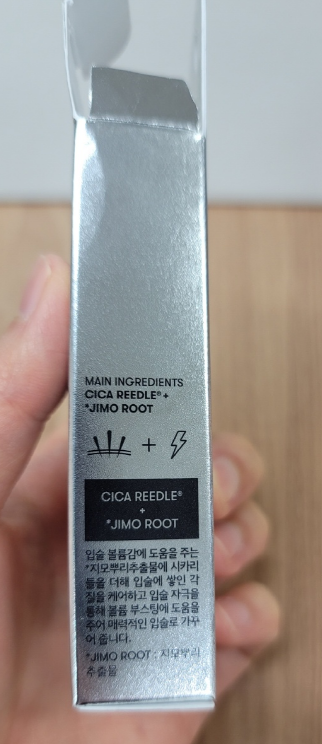 MAIN INGREDIENTS
CICA REEDLE® +
*JIMO ROOT
+
CICA REEDLE®
+
*JIMO ROOT
입술 볼륨감에 도움을 주는
*지모뿌리추출물에 시카리
들을 더해 입술에 쌓인 각
질을 케어하고 입술 자극을
통해 볼륨 부스팅에 도움을
주어 매력적인 입술로 가꾸
어 줍니다.
*JIMO ROOT : 지모뿌리
추출물